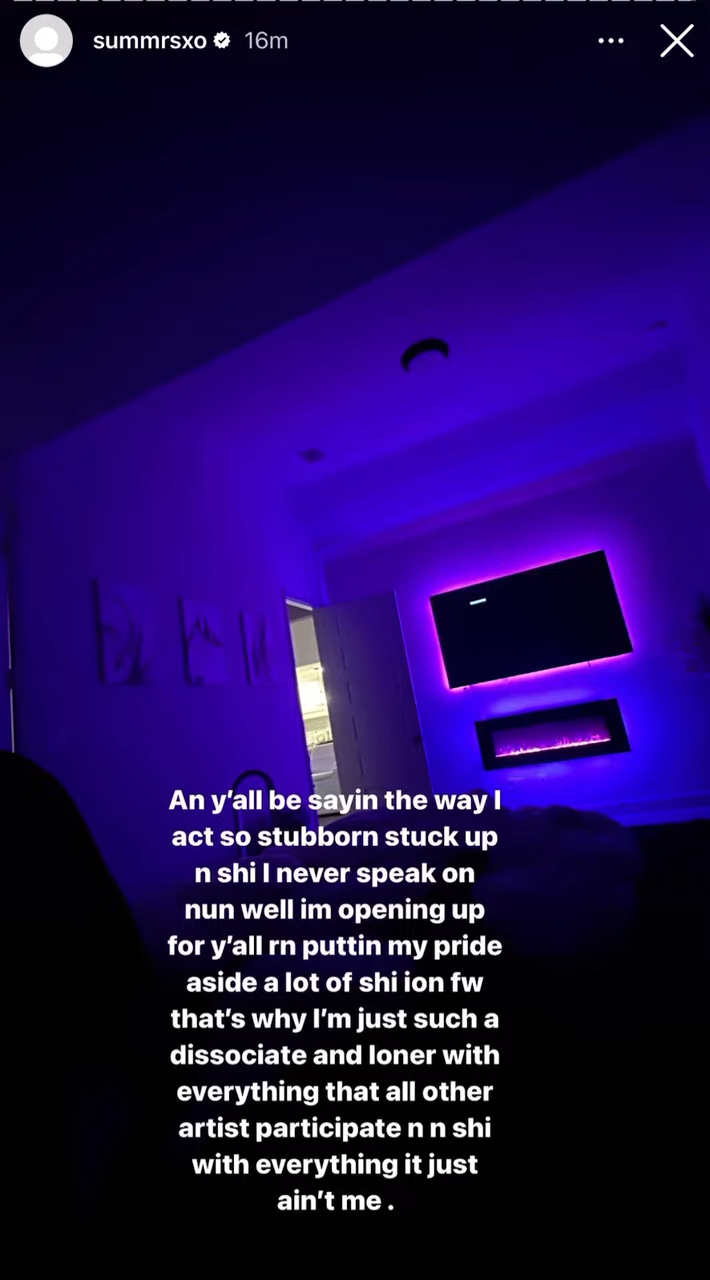 summrsxo 16m
An y’all be sayin the way I
act so stubborn stuck up
n shi I never speak on
nun well im opening up
for y’all rn puttin my pride
aside a lot of shi ion fw
that’s why I’m just such a
dissociate and loner with
everything that all other
artist participate n n shi
with everything it just
ain’t me .